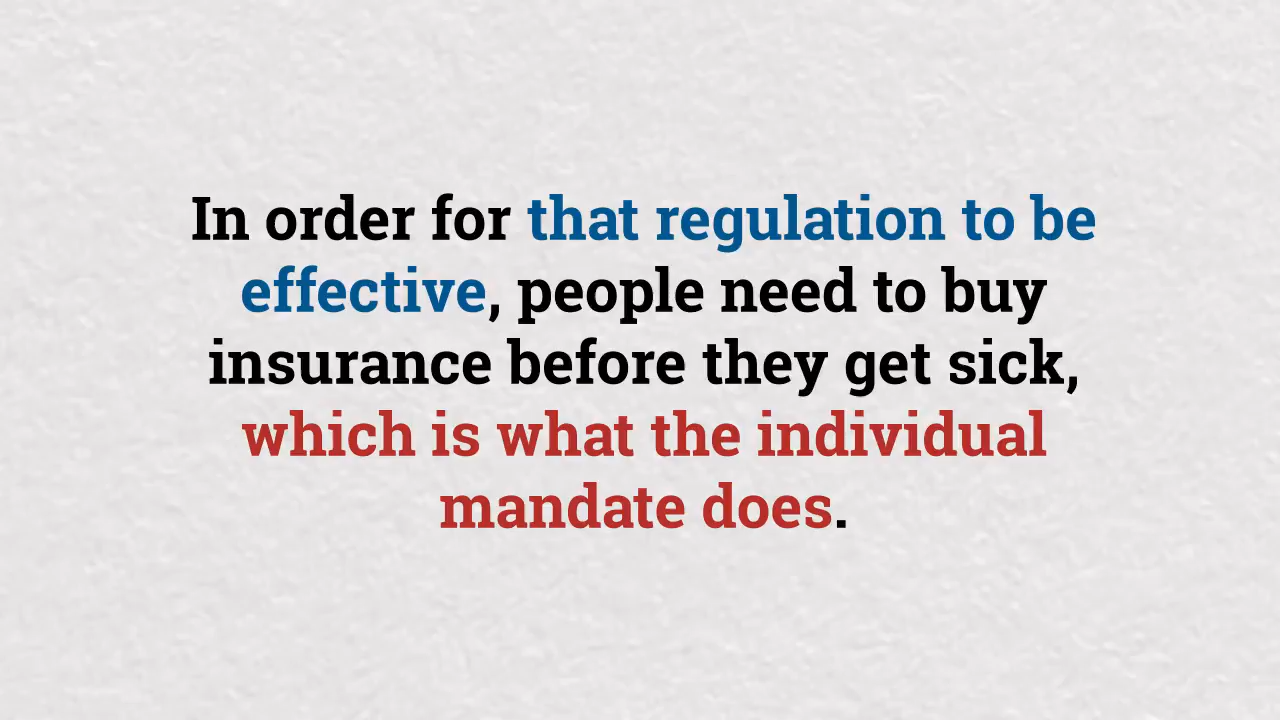 In order for that regulation to be
effective, people need to buy
insurance before they get sick,
which is what the individual
mandate does.